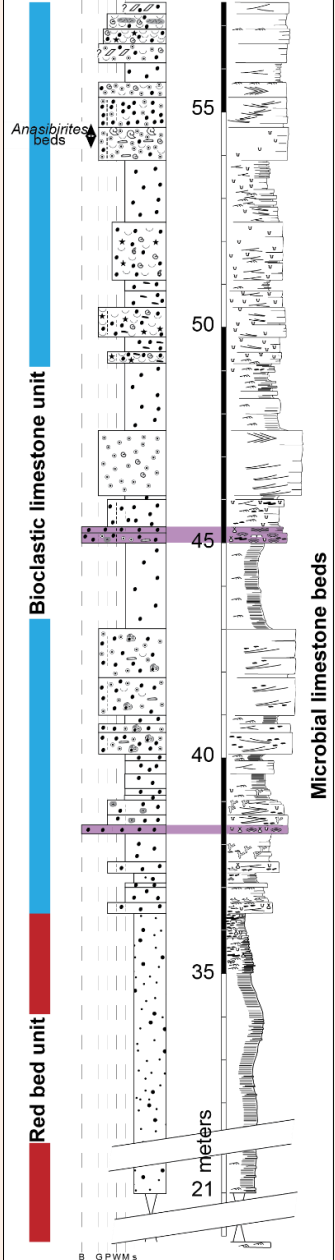 ?
?
55
Anasibirites
beds
50
Bioclastic limestone unit
45
Microbial limestone beds
40
35
Red bed unit
meters
21
B G P W M s